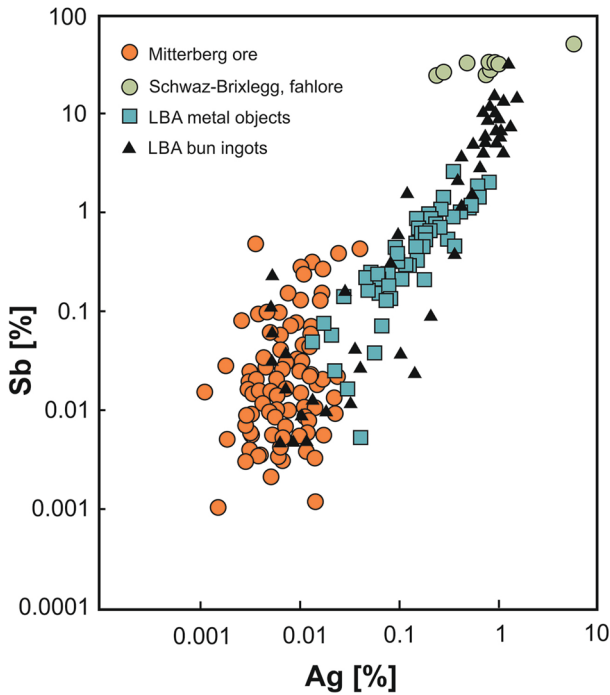 100
10
1
0.1
0.01
0.001
0.0001
Sb [%]
Mitterberg ore
Schwaz-Brixlegg, fahlore
LBA metal objects
LBA bun ingots
0.001 0.01 0.1 1 10
Ag [%]